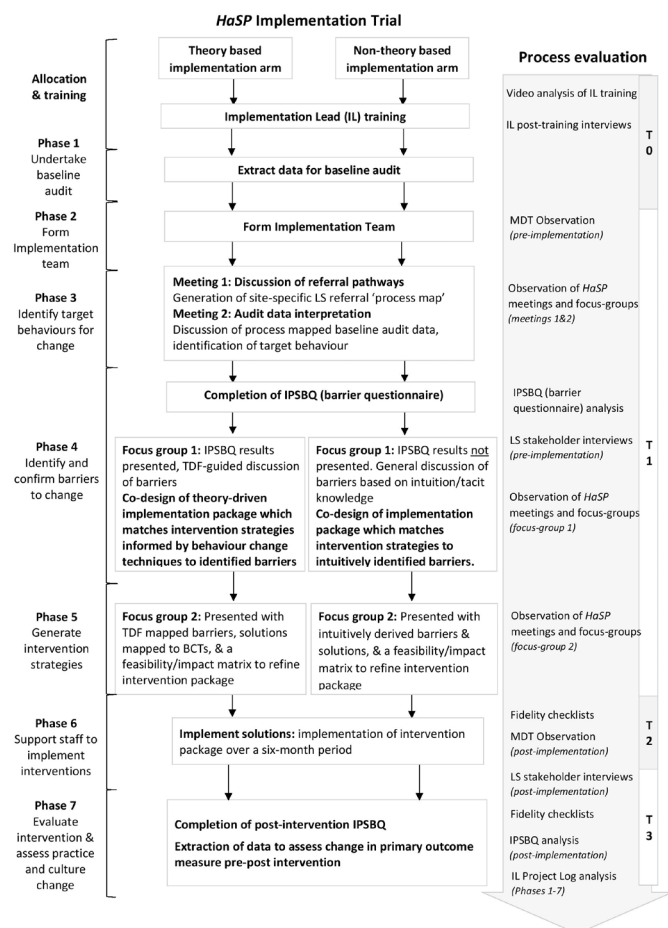 HaSP Implementation Trial
Theory based
implementation arm
Non-theory based
implementation arm
Process evaluation
Allocation
& training
Video analysis of IL training
Implementation Lead (IL) training
IL post-training interviews
T
0
Phase 1
Undertake
baseline
audit
Extract data for baseline audit
Phase 2
Form
Implementation
team
Form Implementation Team
MDT Observation
(pre-implementation)
Phase 3
Identify target
behaviours for
change
Meeting 1: Discussion of referral pathways
Generation of site-specific LS referral ‘process map’
Meeting 2: Audit data interpretation
Discussion of process mapped baseline audit data,
identification of target behaviour
Observation of HaSP
meetings and focus-groups
(meetings 1&2)
Completion of IPSBQ (barrier questionnaire)
IPSBQ (barrier
questionnaire) analysis
Phase 4
Identify and
confirm barriers
to change
Focus group 1: IPSBQ results
presented, TDF-guided discussion
of barriers
Co-design of theory-driven
implementation package which
matches intervention strategies
informed by behaviour change
techniques to identified barriers
Focus group 1: IPSBQ results not
presented. General discussion of
barriers based on intuition/tacit
knowledge
Co-design of implementation
package which matches
intervention strategies to
intuitively identified barriers.
LS stakeholder interviews
(pre-implementation)
T
1
Observation of HaSP
meetings and focus-groups
(focus-group 1)
Phase 5
Generate
intervention
strategies
Focus group 2: Presented with
TDF mapped barriers, solutions
mapped to BCTs, & a
feasibility/impact matrix to refine
intervention package
Focus group 2: Presented with
intuitively derived barriers &
solutions, & a feasibility/impact
matrix to refine intervention
package
Observation of HaSP
meetings and focus-groups
(focus-group 2)
Phase 6
Support staff to
implement
interventions
Implement solutions: implementation of intervention
package over a six-month period
Fidelity checklists
MDT Observation
(post-implementation)
T
2
LS stakeholder interviews
(post-implementation)
Phase 7
Evaluate
intervention &
assess practice
and culture
change
Completion of post-intervention IPSBQ
Extraction of data to assess change in primary outcome
measure pre-post intervention
Fidelity checklists
IPSBQ analysis
(post-implementation)
IL Project Log analysis
(Phases 1-7)
T
3